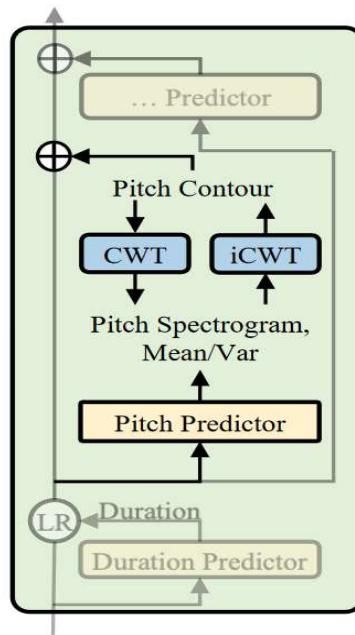 ... Predictor
Pitch Contour
CWT
iCWT
Pitch Spectrogram,
Mean/Var
Pitch Predictor
Duration
LR
Duration Predictor